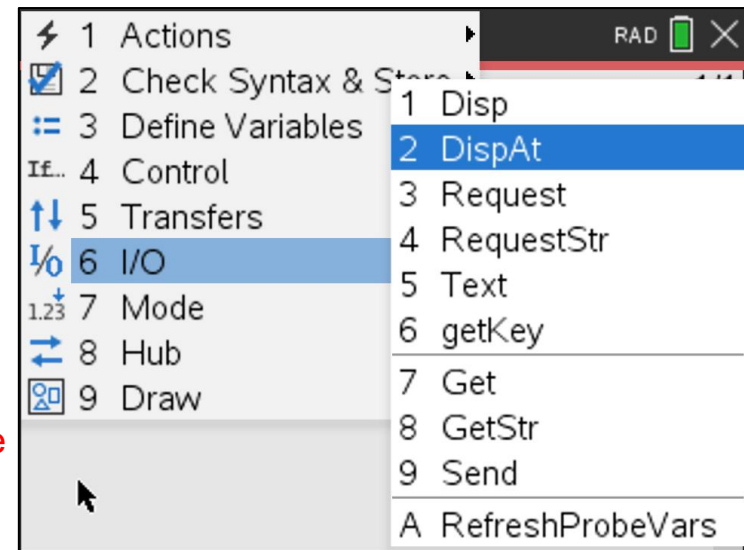 1 Actions
RAD
2 Check Syntax &
3 Define Variables
If... 4 Control
5 Transfers
I/O 6 I/O
1.23 7 Mode
8 Hub
9 Draw
e
1 Disp
2 DispAt
3 Request
4 RequestStr
5 Text
6 getKey
7 Get
8 GetStr
9 Send
A RefreshProbeVars